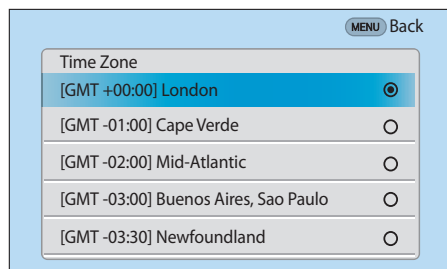 MENU Back
Time Zone
[GMT +00:00] London
[GMT -01:00] Cape Verde
[GMT -02:00] Mid-Atlantic
[GMT -03:00] Buenos Aires, Sao Paulo
[GMT -03:30] Newfoundland